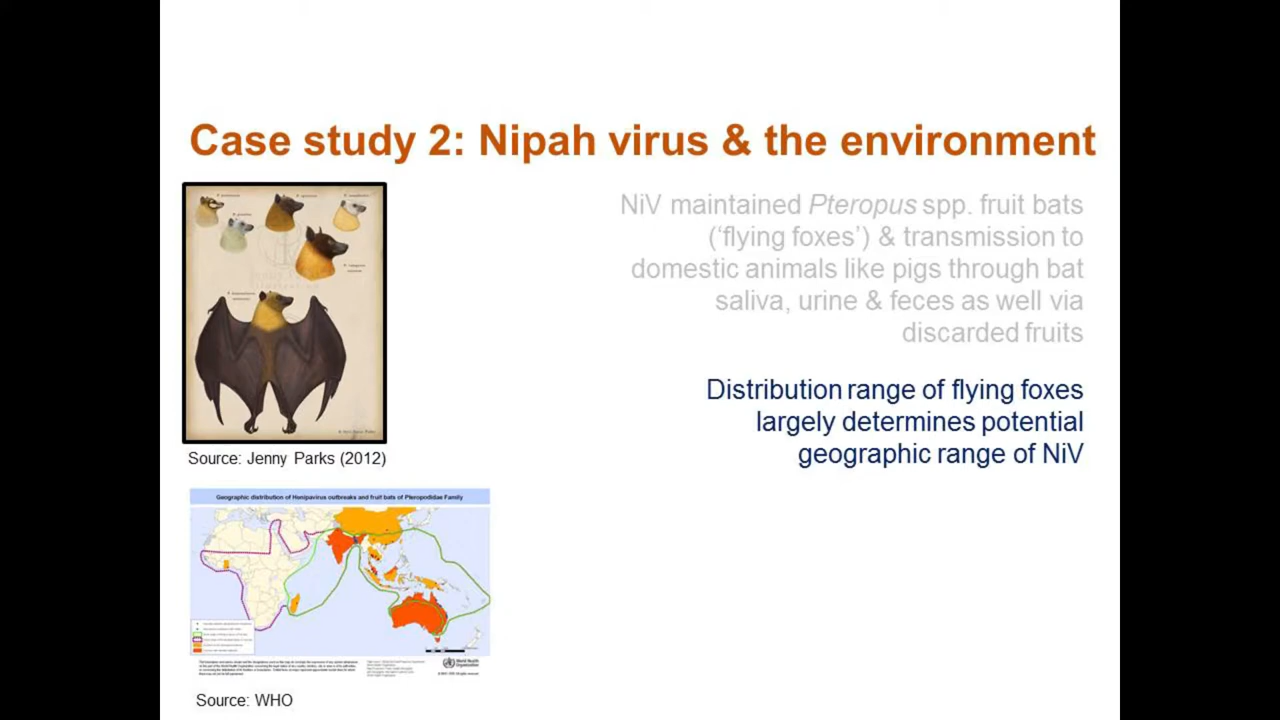 Case study 2: Nipah virus & the environment
NiV maintained Pteropus spp. fruit bats
(‘flying foxes’) & transmission to
domestic animals like pigs through bat
saliva, urine & feces as well via
discarded fruits
Distribution range of flying foxes
largely determines potential
geographic range of NiV
Source: Jenny Parks (2012)
Geographic distribution of Henipavirus outbreaks and fruit bats of Pteropodidae Family
World Health
Organization
Source: WHO